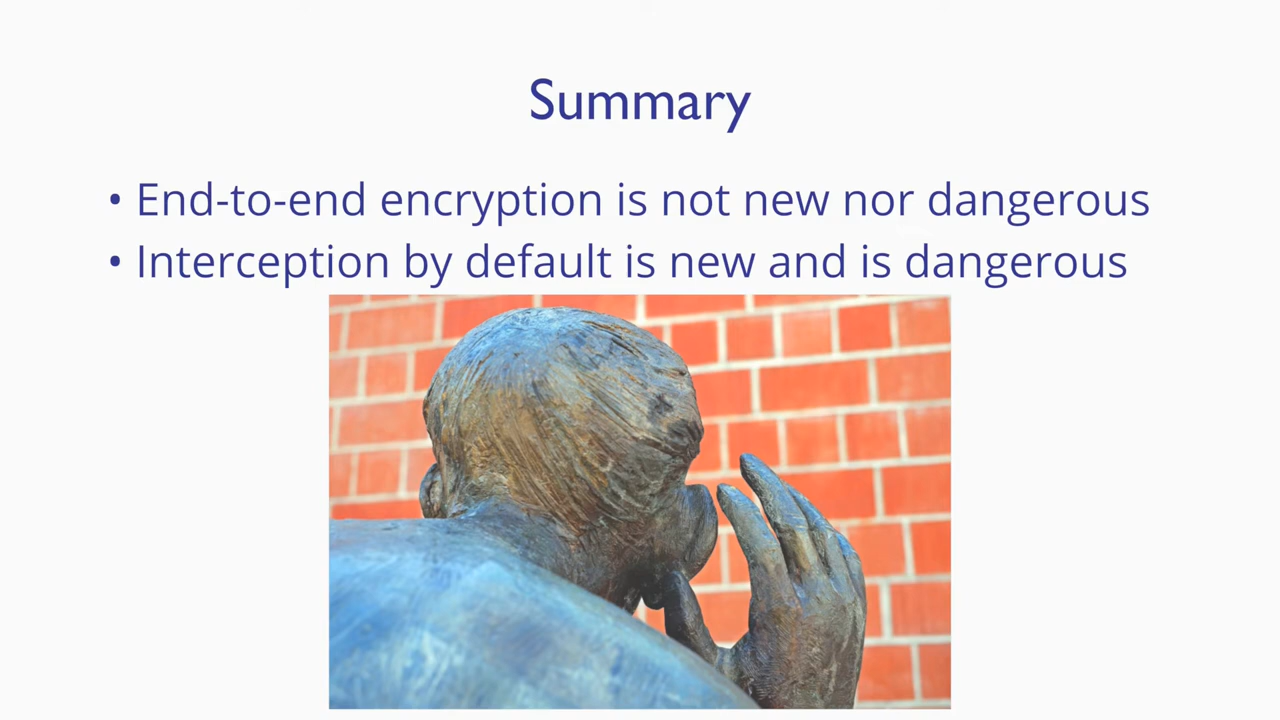 Summary
• End-to-end encryption is not new nor dangerous
• Interception by default is new and is dangerous